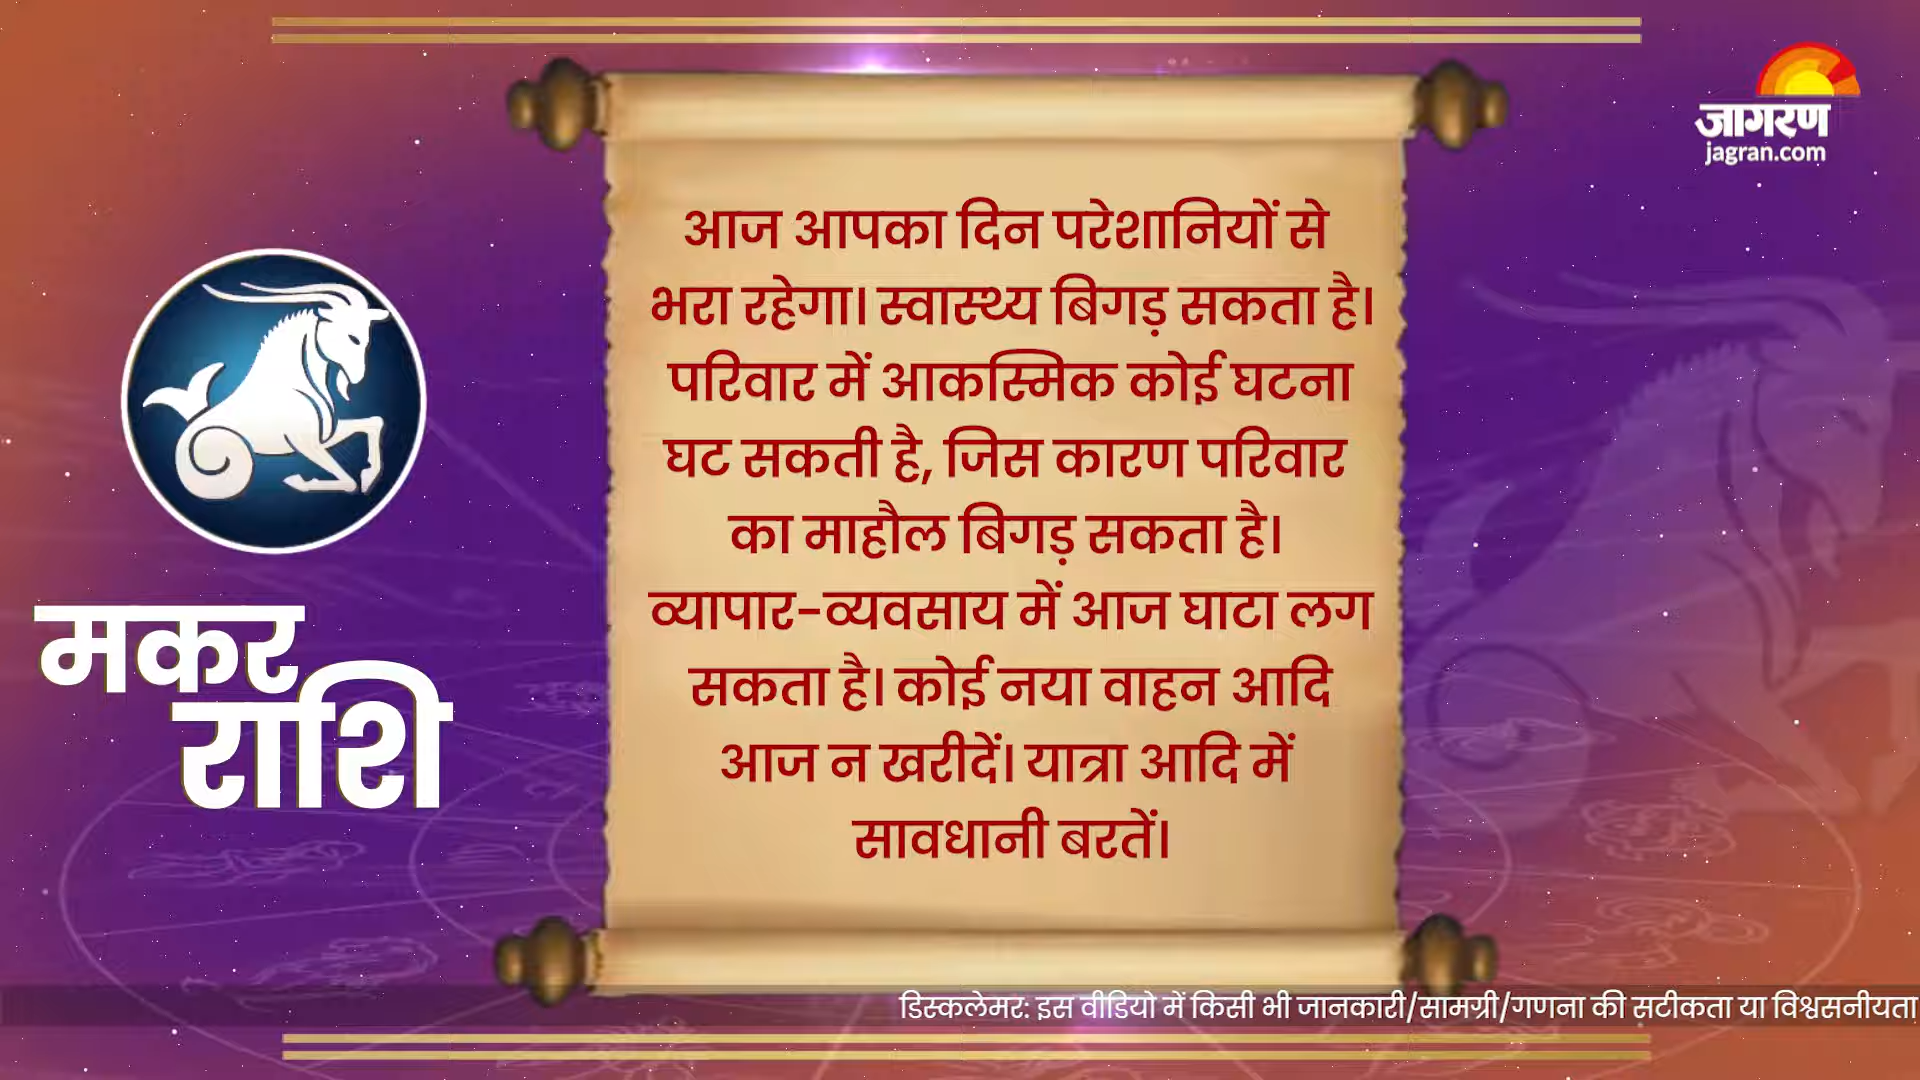 जागरण
jagran.com
आज आपका दिन परेशानियों से
भरा रहेगा। स्वास्थ्य बिगड़ सकता है।
परिवार में आकस्मिक कोई घटना
घट सकती है, जिस कारण परिवार
का माहौल बिगड़ सकता है।
व्यापार-व्यवसाय में आज घाटा लग
सकता है। कोई नया वाहन आदि
आज न खरीदें। यात्रा आदि में
सावधानी बरतें।
मकर
राशि
डिस्कलेमर: इस वीडियो में किसी भी जानकारी/सामग्री/गणना की सटीकता या विश्वसनीयता